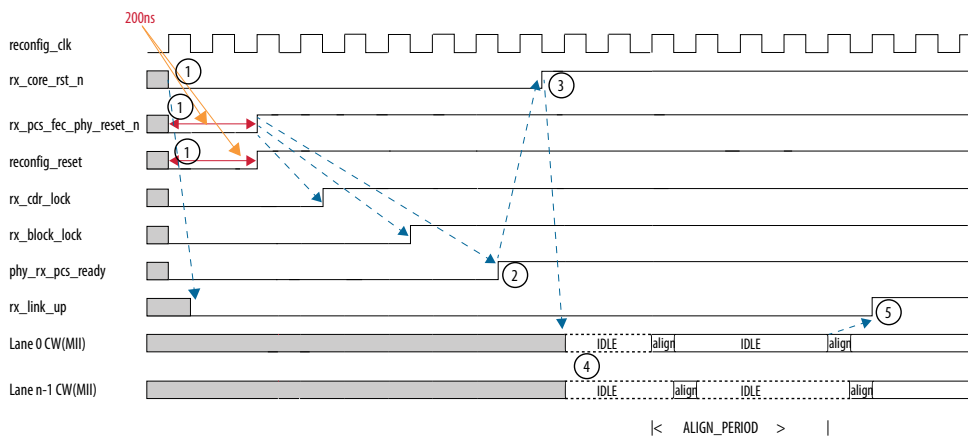 200ns
reconfig_clk
rx_core_rst_n
1
3
1
rx_pcs_fec_phy_reset_n
1
reconfig_reset
rx_cdr_lock
rx_block_lock
phy_rx_pcs_ready
2
rx_link_up
5
Lane 0 CW(MII)
IDLE
align
IDLE
align
4
Lane n-1 CW(MII)
IDLE
align
IDLE
align
|< ALIGN_PERIOD > |